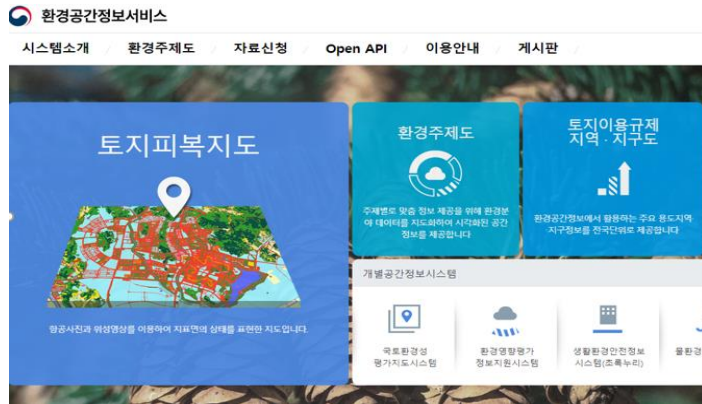 환경공간정보서비스
시스템소개 / 환경주제도 / 자료신청 / Open API / 이용안내 / 게시판 /
토지피복지도
항공사진과 위성영상을 이용하여 지표면의 상태를 표현한 지도입니다.
환경주제도
주제별로 맞춤 정보 제공을 위해 환경분
야 데이터를 지도화하여 시각화된 공간
정보를 제공합니다
토지이용규제
지역 · 지구도
환경공간정보에서 활용하는 주요 용도지역
지구정보를 전국단위로 제공합니다
개별공간정보시스템
국토환경성
평가지도시스템
환경영향평가
정보지원시스템
생활환경안전정보
시스템(초록누리)
물환경